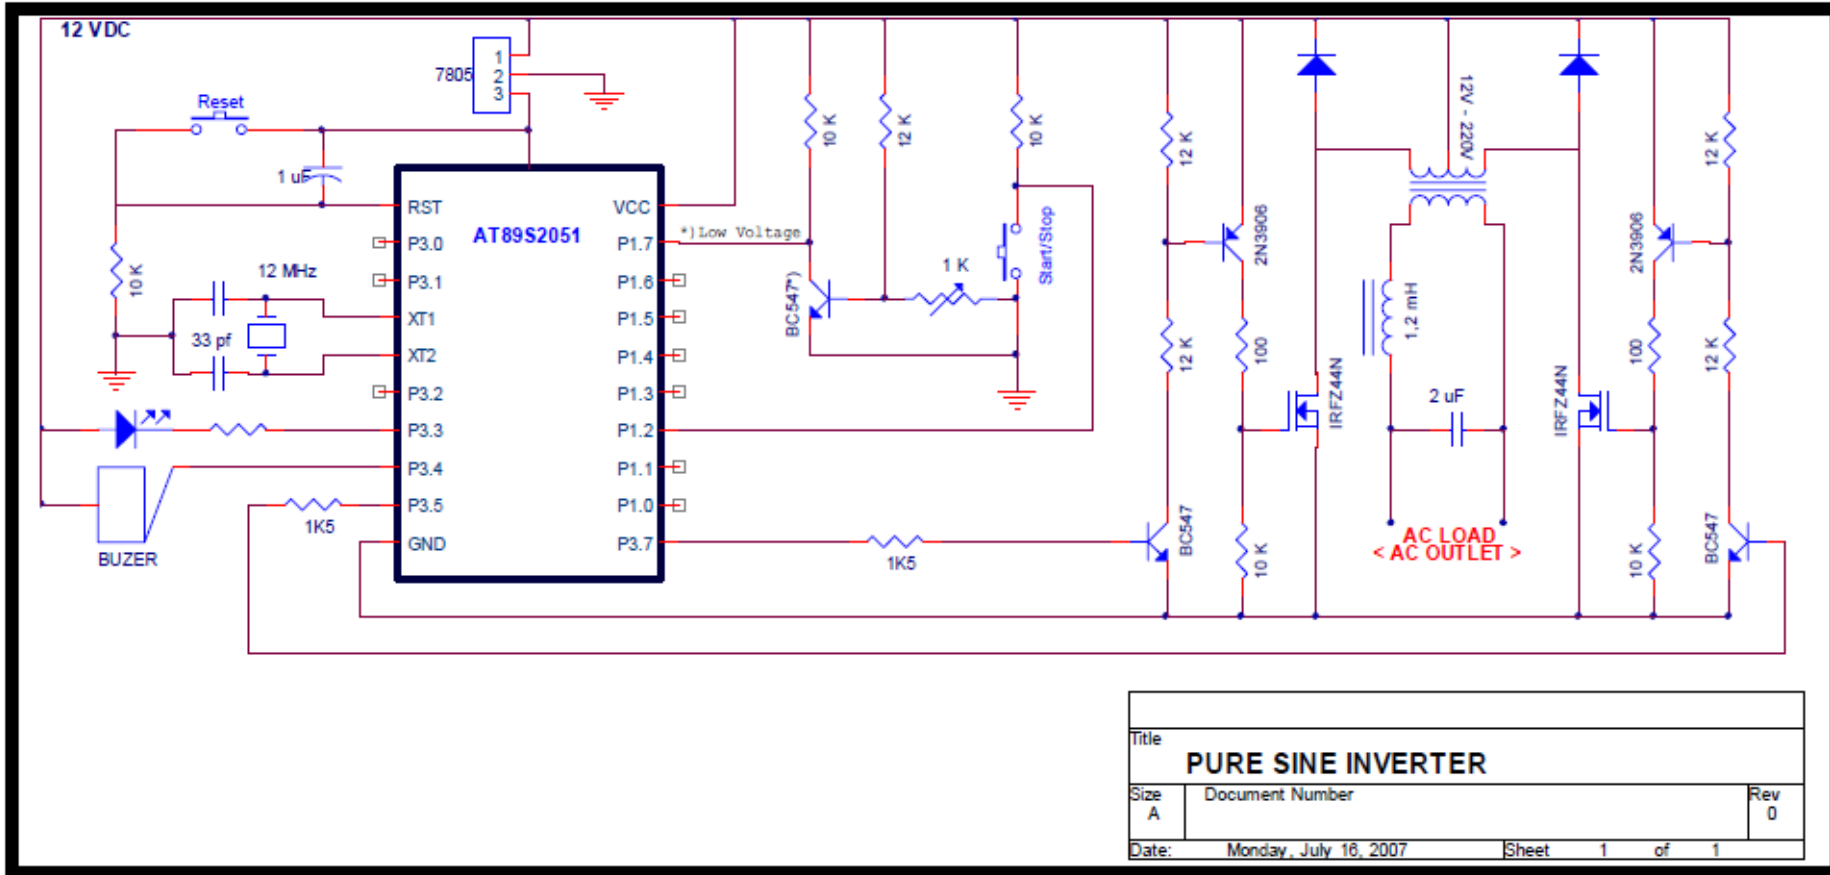 12 VDC
7805
1
2
3
Reset
1 uF
10 K
12 MHz
33 pf
BUZER
1K5
AT89S2051
RST
P3.0
P3.1
XT1
XT2
P3.2
P3.3
P3.4
P3.5
GND
VCC
P1.7
P1.6
P1.5
P1.4
P1.3
P1.2
P1.1
P1.0
P3.7
*)Low Voltage
10 K
12 K
10 K
BC547*)
1 K
Start/Stop
1K5
12 K
12 K
2N3906
100
BC547
10 K
IRFZ44N
12V - 220V
1,2 mH
2 uF
AC LOAD
< AC OUTLET >
IRFZ44N
2N3906
100
10 K
12 K
12 K
BC547
Title
PURE SINE INVERTER
Size
A
Document Number
Rev
0
Date:
Monday, July 16, 2007
Sheet 1 of 1